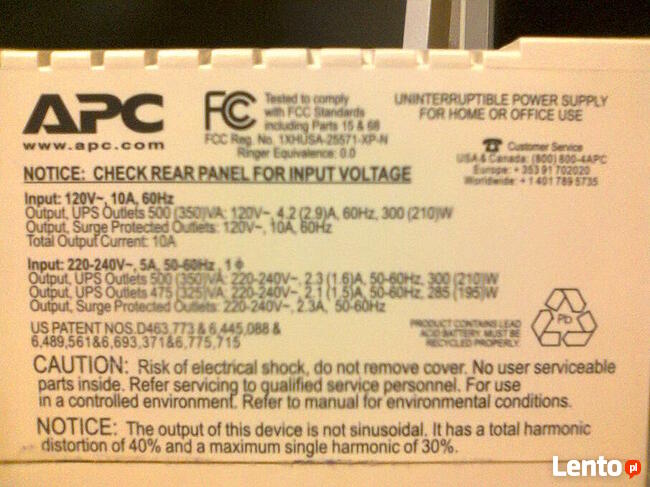 APC
www.apc.com
FC
Tested to comply
with FCC Standards
including Parts 15 & 68
FCC Reg. No. 1XHUSA-25571-XP-N
Ringer Equivalence: 0.0
UNINTERRUPTIBLE POWER SUPPLY
FOR HOME OR OFFICE USE
Customer Service
USA & Canada: (800) 800-4APC
Europe: +353 91 702020
Worldwide: +1 401 789 5735
NOTICE: CHECK REAR PANEL FOR INPUT VOLTAGE
Input: 120V~, 10A, 60Hz
Output, UPS Outlets 500 (350)VA: 120V~, 4.2 (2.9)A, 60Hz, 300 (210)W
Output, Surge Protected Outlets: 120V~, 10A, 60Hz
Total Output Current: 10A
Input: 220-240V~, 5A, 50-60Hz, 1 ϕ
Output, UPS Outlets 500 (350)VA: 220-240V~, 2.3 (1.6)A, 50-60Hz, 300 (210)W
Output, UPS Outlets 475 (325)VA: 220-240V~, 2.1 (1.5)A, 50-60Hz, 285 (195)W
Output, Surge Protected Outlets: 220-240V~, 2.3A, 50-60Hz
US PATENT NOS.D463,773 & 6,445,088 &
6,489,561&6,693,371&6,775,715
PRODUCT CONTAINS LEAD
ACID BATTERY. MUST BE
RECYCLED PROPERLY.
Pb
CAUTION: Risk of electrical shock, do not remove cover. No user serviceable
parts inside. Refer servicing to qualified service personnel. For use
in a controlled environment. Refer to manual for environmental conditions.
NOTICE: The output of this device is not sinusoidal. It has a total harmonic
distortion of 40% and a maximum single harmonic of 30%.
Lento pl